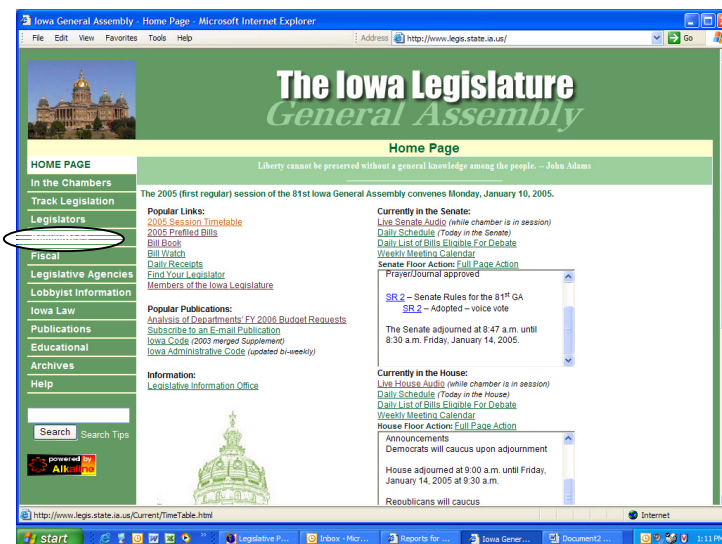 Iowa General Assembly - Home Page - Microsoft Internet Explorer
File Edit View Favorites Tools Help
Address http://www.legis.state.ia.us/ Go
The Iowa Legislature
General Assembly
Home Page
HOME PAGE
In the Chambers
Track Legislation
Legislators
Fiscal
Legislative Agencies
Lobbyist Information
Iowa Law
Publications
Educational
Archives
Help
Search Search Tips
powered by
Alkaline
Liberty cannot be preserved without a general knowledge among the people. -- John Adams
The 2005 (first regular) session of the 81st Iowa General Assembly convenes Monday, January 10, 2005.
Popular Links:
2005 Session Timetable
2005 Prefiled Bills
Bill Book
Bill Watch
Daily Receipts
Find Your Legislator
Members of the Iowa Legislature
Popular Publications:
Analysis of Departments' FY 2006 Budget Requests
Subscribe to an E-mail Publication
Iowa Code (2003 merged Supplement)
Iowa Administrative Code (updated bi-weekly)
Information:
Legislative Information Office
Currently in the Senate:
Live Senate Audio (while chamber is in session)
Daily Schedule (Today in the Senate)
Daily List of Bills Eligible For Debate
Weekly Meeting Calendar
Senate Floor Action: Full Page Action
Prayer/Journal approved
SR 2 – Senate Rules for the 81st GA
SR 2 – Adopted – voice vote
The Senate adjourned at 8:47 a.m. until
8:30 a.m. Friday, January 14, 2005.
Currently in the House:
Live House Audio (while chamber is in session)
Daily Schedule (Today in the House)
Daily List of Bills Eligible For Debate
Weekly Meeting Calendar
House Floor Action: Full Page Action
Announcements
Democrats will caucus upon adjournment
House adjourned at 9:00 a.m. until Friday,
January 14, 2005 at 9:30 a.m.
Republicans will caucus
http://www.legis.state.ia.us/Current/TimeTable.html Internet
start Legislative P... Inbox - Micr... Reports for ... Iowa Gener... Document2 ... 1:11 PM